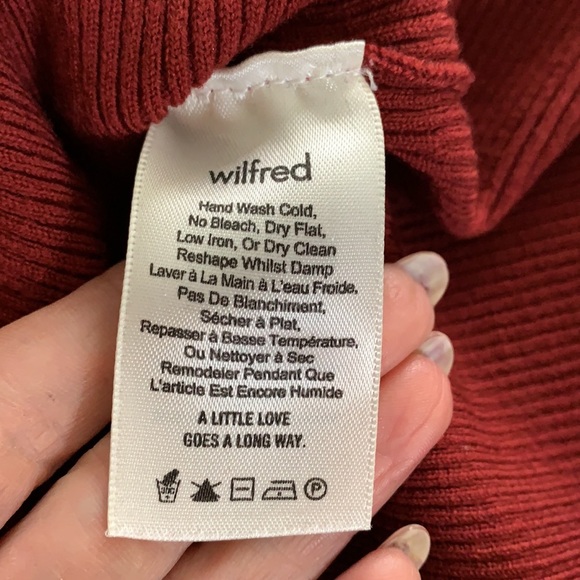 wilfred
Hand Wash Cold,
No Bleach, Dry Flat,
Low Iron, Or Dry Clean
Reshape Whilst Damp
Laver à La Main à L'eau Froide,
Pas De Blanchiment,
Sécher à Plat,
Repasser à Basse Température,
Ou Nettoyer à Sec
Remodeler Pendant Que
L'article Est Encore Humide
A LITTLE LOVE
GOES A LONG WAY.
30C P